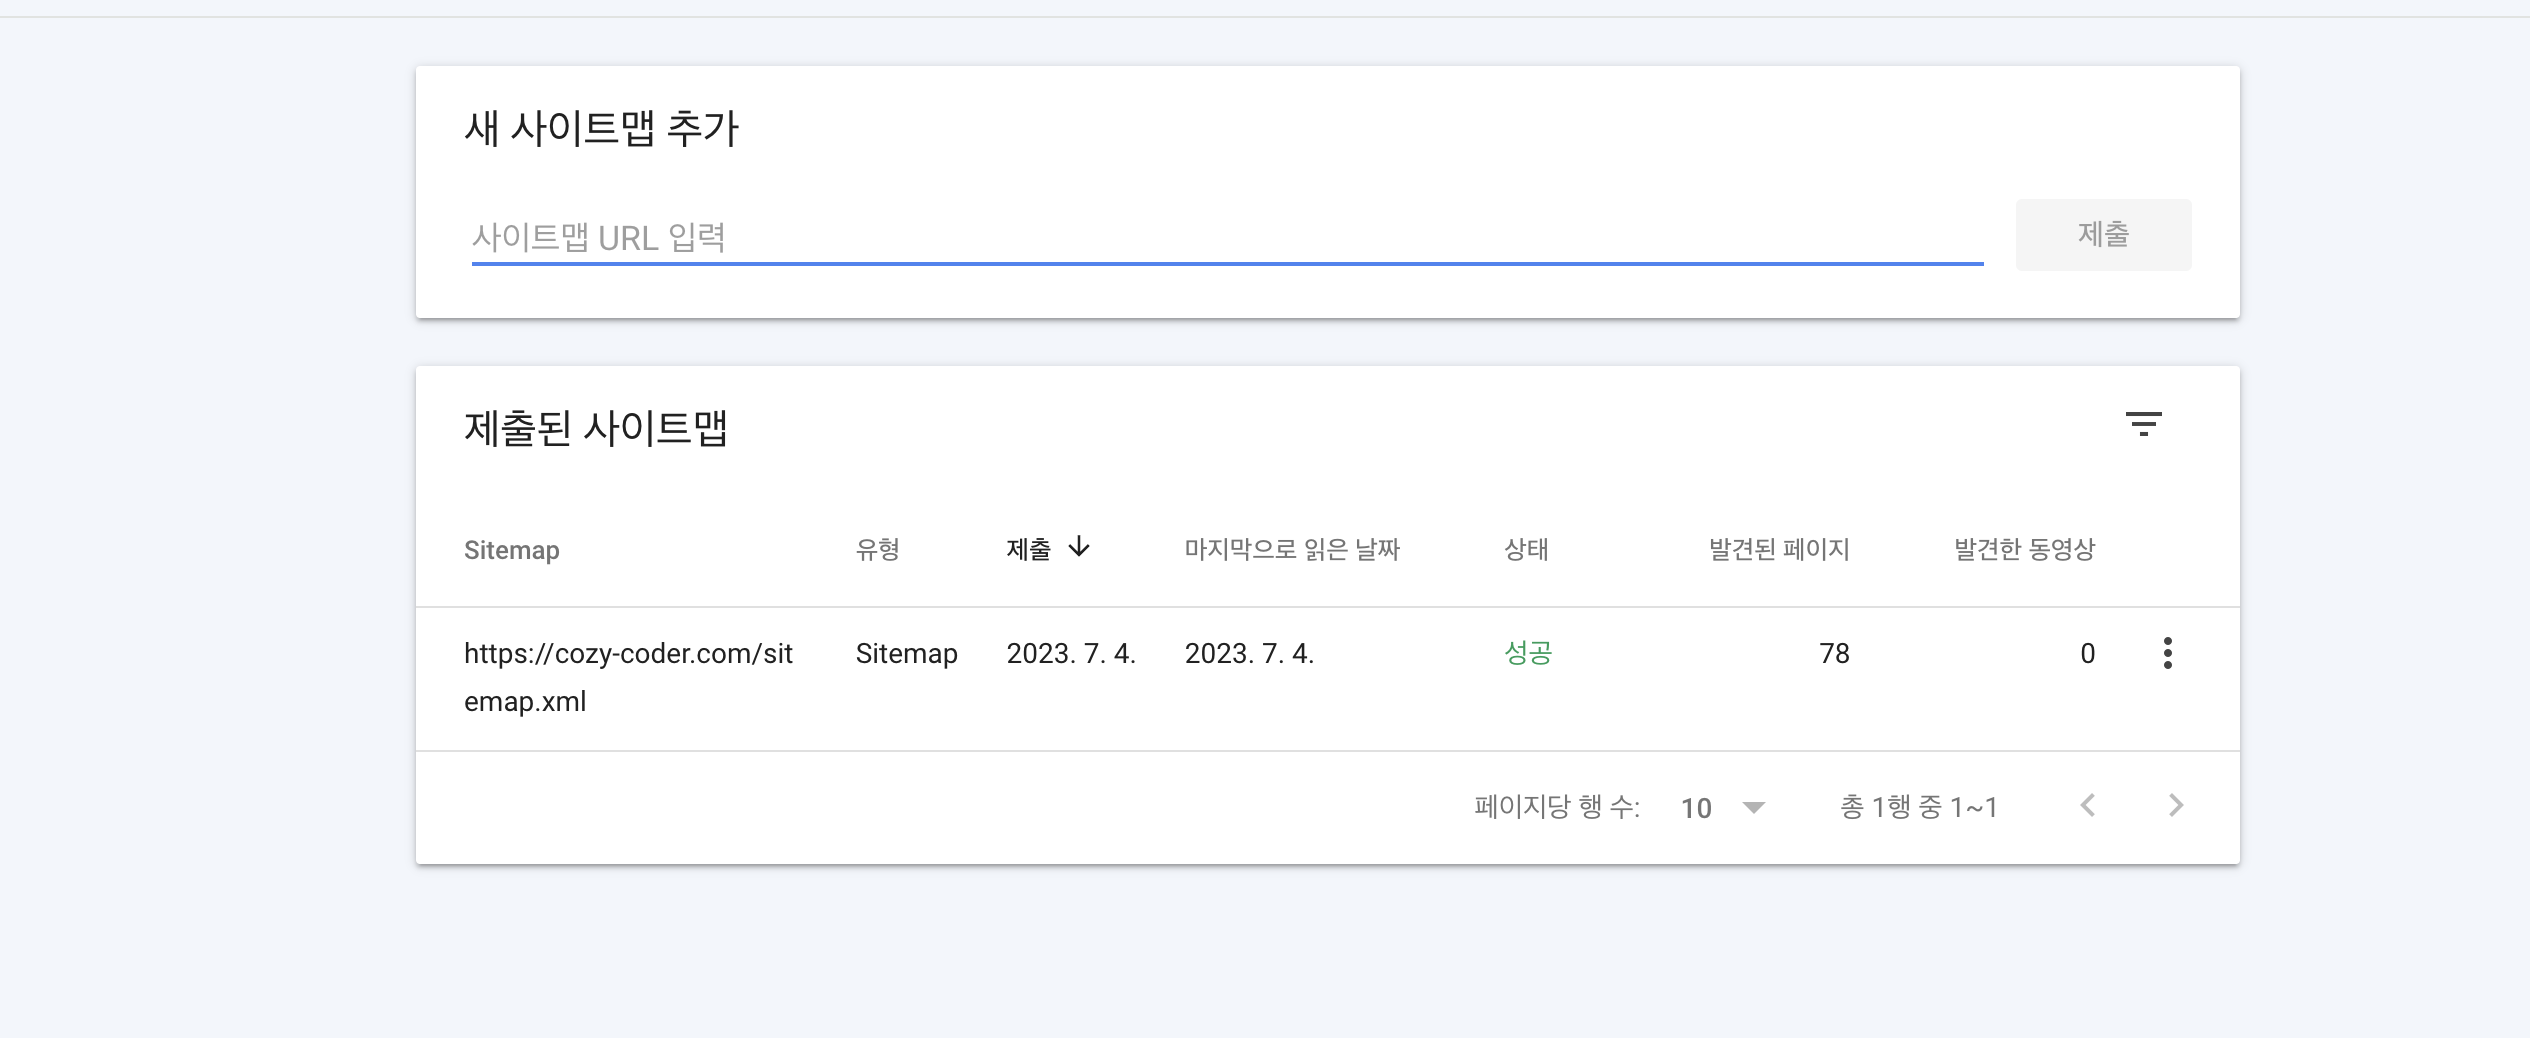 새 사이트맵 추가
사이트맵 URL 입력
제출
제출된 사이트맵
Sitemap 유형 제출 마지막으로 읽은 날짜 상태 발견된 페이지 발견한 동영상
https://cozy-coder.com/sit Sitemap 2023. 7. 4. 2023. 7. 4. 성공 78 0
emap.xml
페이지당 행 수: 10 총 1행 중 1~1